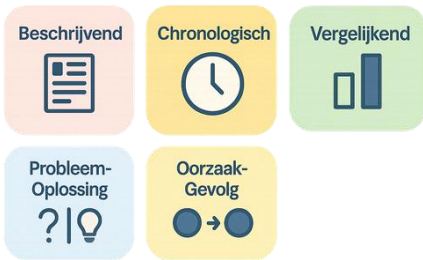 Beschrijvend
Chronologisch
Vergelijkend
Probleem-
Oplossing
?
Oorzaak-
Gevolg